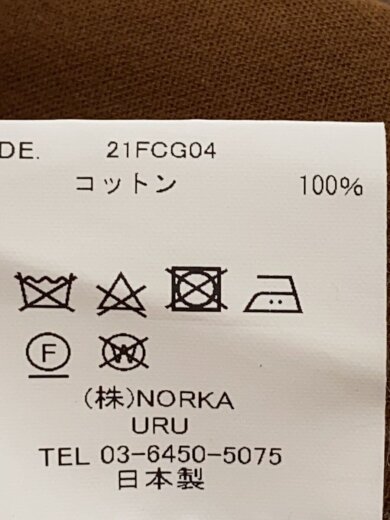 DE. 21FCG04
コットン 100%
F W
(株)NORKA
URU
TEL 03-6450-5075
日本製